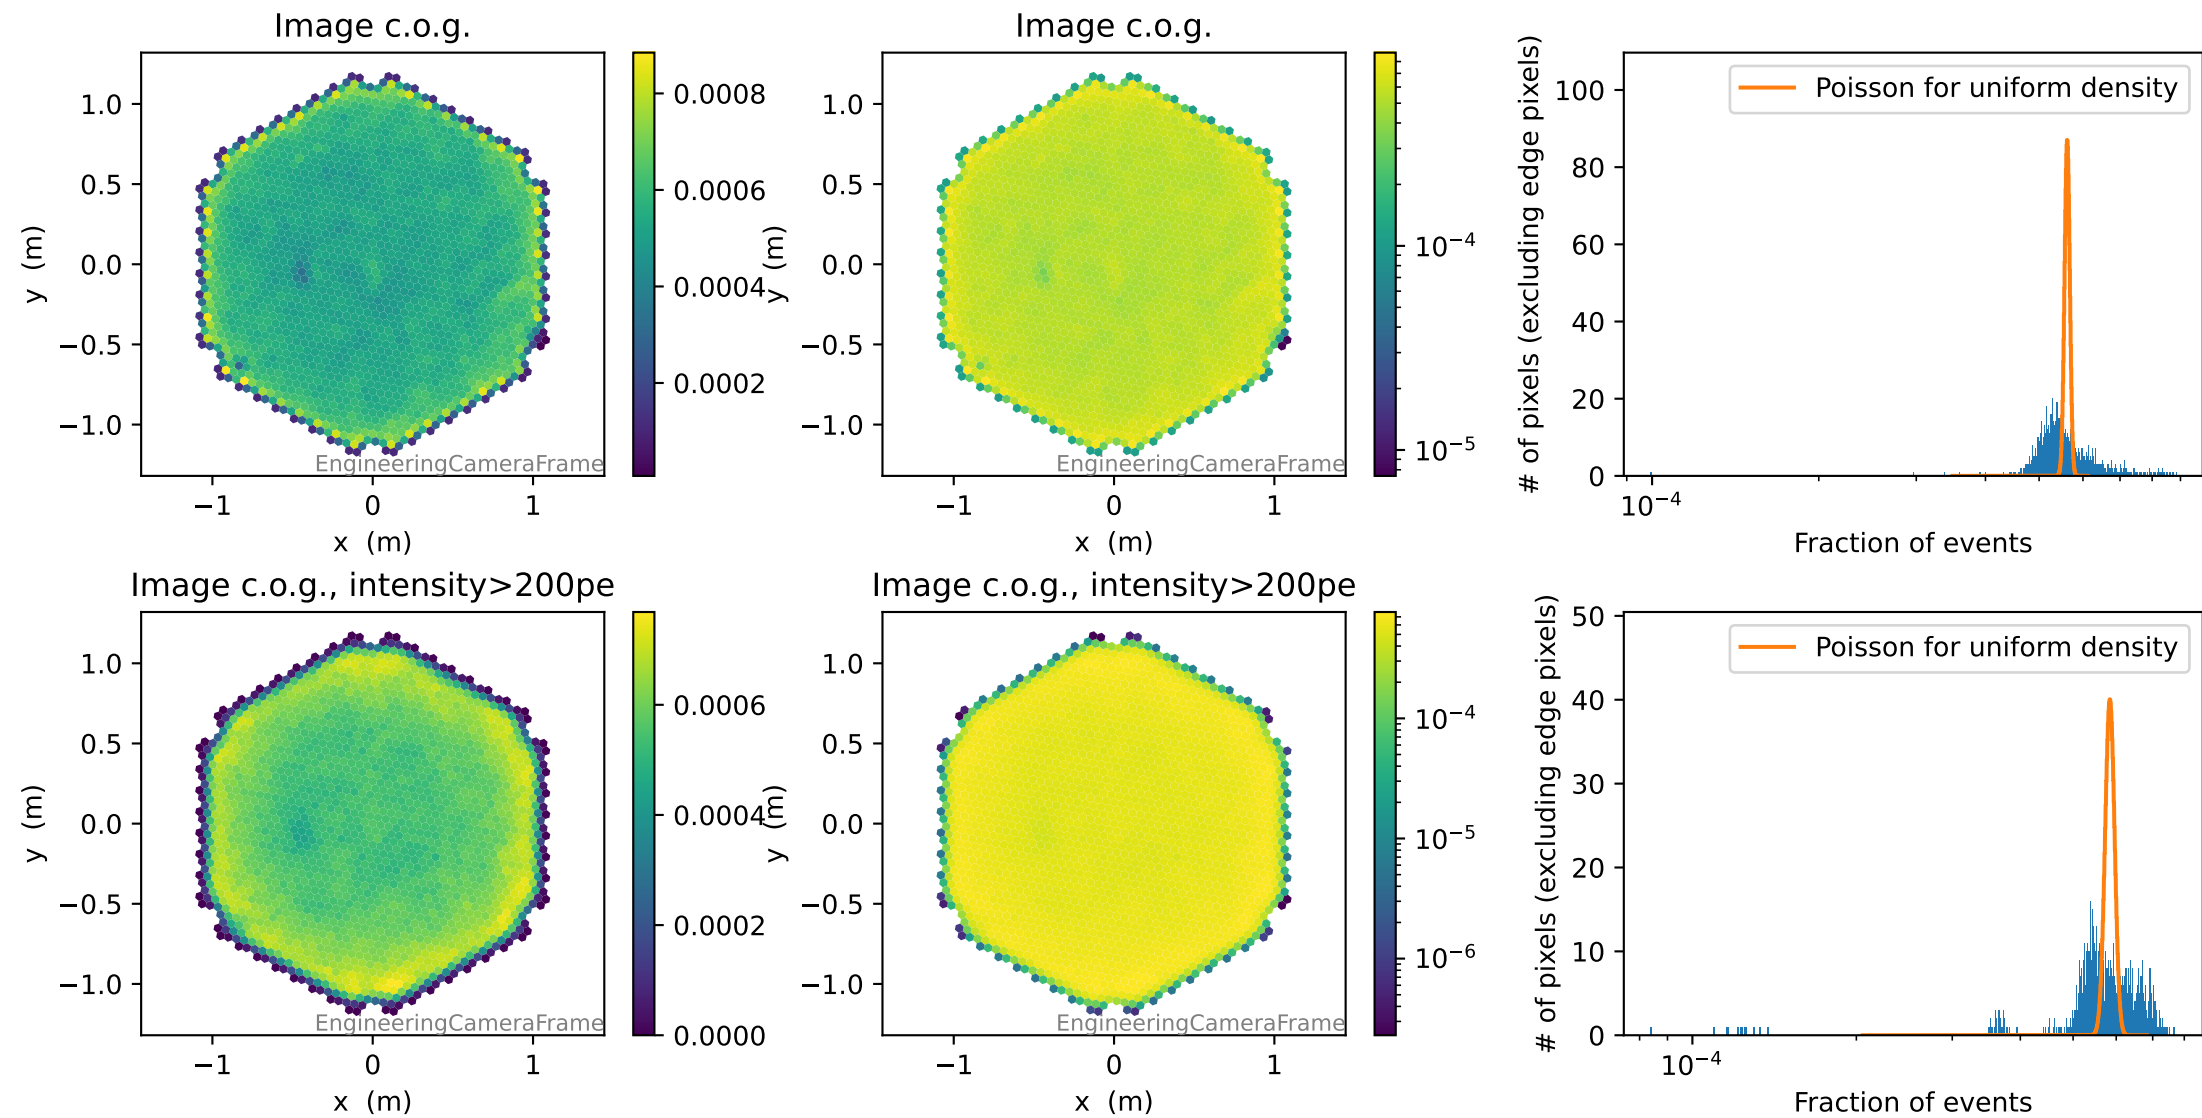 Image c.o.g.
1.0
0.5
0.0
−0.5
−1.0
y (m)
−1
0
1
x (m)
EngineeringCameraFrame
0.0008
0.0006
0.0004
0.0002
Image c.o.g.
1.0
0.5
0.0
−0.5
−1.0
y (m)
−1
0
1
x (m)
EngineeringCameraFrame
10−4
10−5
Poisson for uniform density
100
80
60
40
20
0
# of pixels (excluding edge pixels)
10−4
Fraction of events
Image c.o.g., intensity>200pe
1.0
0.5
0.0
−0.5
−1.0
y (m)
−1
0
1
x (m)
EngineeringCameraFrame
0.0006
0.0004
0.0002
0.0000
Image c.o.g., intensity>200pe
1.0
0.5
0.0
−0.5
−1.0
y (m)
−1
0
1
x (m)
EngineeringCameraFrame
10−4
10−5
10−6
Poisson for uniform density
50
40
30
20
10
0
# of pixels (excluding edge pixels)
10−4
Fraction of events